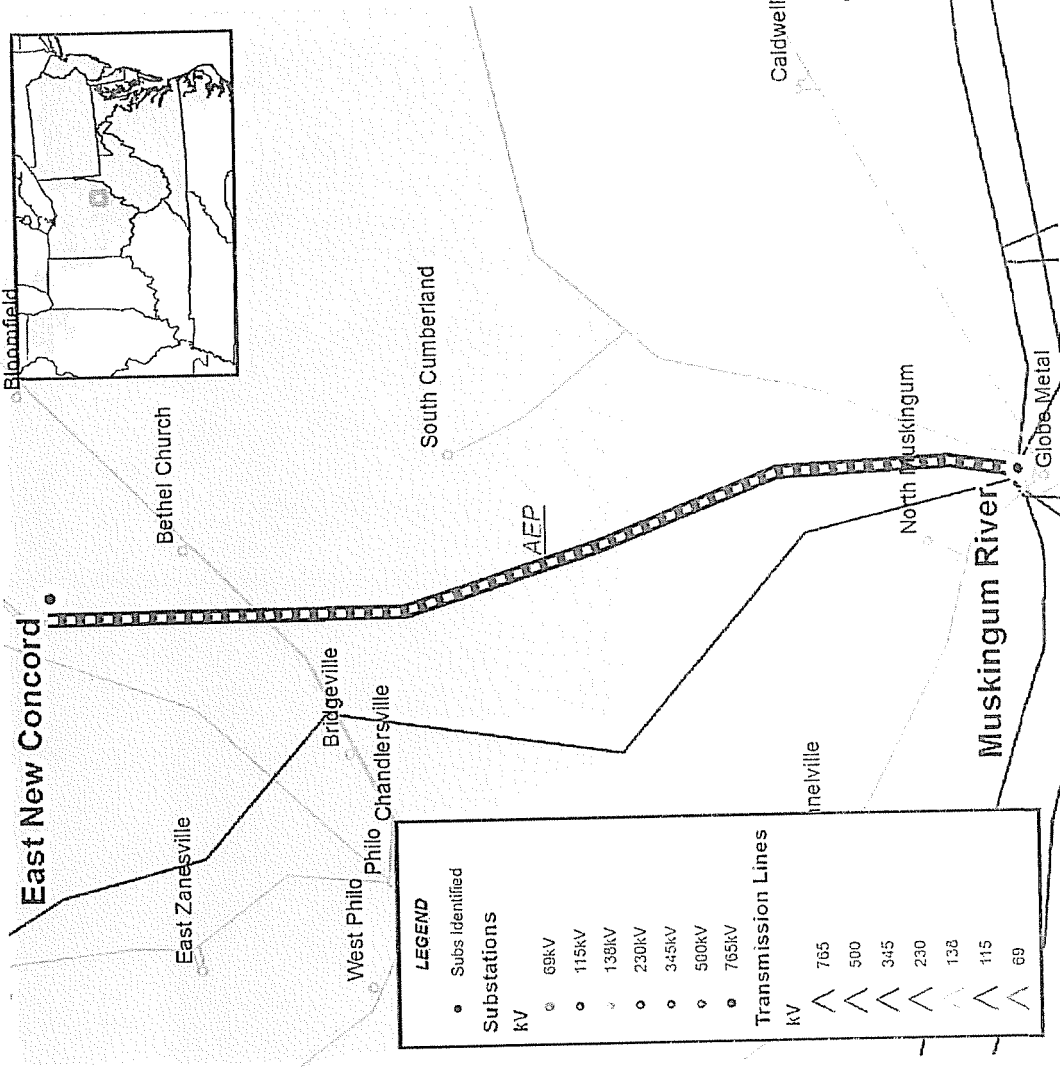 East New Concord
Bloomfield
Bethel Church
East Zanesville
Bridgeville
Chandlersville
Philo
West Philo
South Cumberland
Caldwell
AEP
North Muskingum
Muskingum River
Globe Metal
LEGEND
Subs Identified
Substations
kV
69kV
115kV
138kV
230kV
345kV
500kV
765kV
Transmission Lines
kV
765
500
345
230
138
115
69